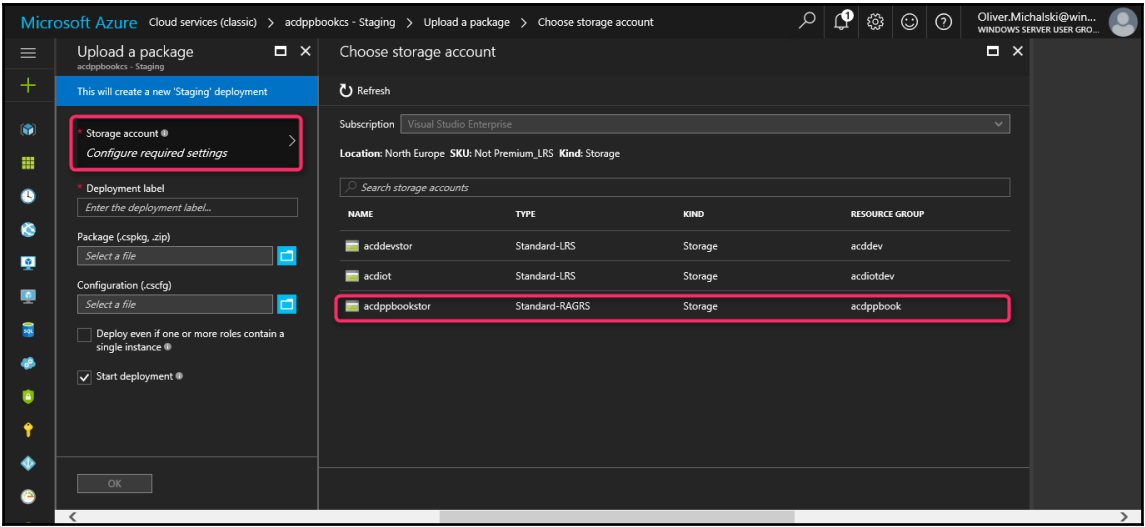 Microsoft Azure Cloud services (classic) > acdppbookcs - Staging > Upload a package > Choose storage account
1
Oliver.Michalski@win...
WINDOWS SERVER USER GRO...
Upload a package
acdppbookcs - Staging
This will create a new 'Staging' deployment
* Storage account
Configure required settings
* Deployment label
Enter the deployment label...
Package (.cspkg, .zip)
Select a file
Configuration (.cscfg)
Select a file
Deploy even if one or more roles contain a
single instance
Start deployment
OK
Choose storage account
Refresh
Subscription Visual Studio Enterprise
Location: North Europe SKU: Not Premium_LRS Kind: Storage
Search storage accounts
NAME TYPE KIND RESOURCE GROUP
acddevstor Standard-LRS Storage acddev
acdiot Standard-LRS Storage acdiotdev
acdppbookstor Standard-RAGRS Storage acdppbook
SQL